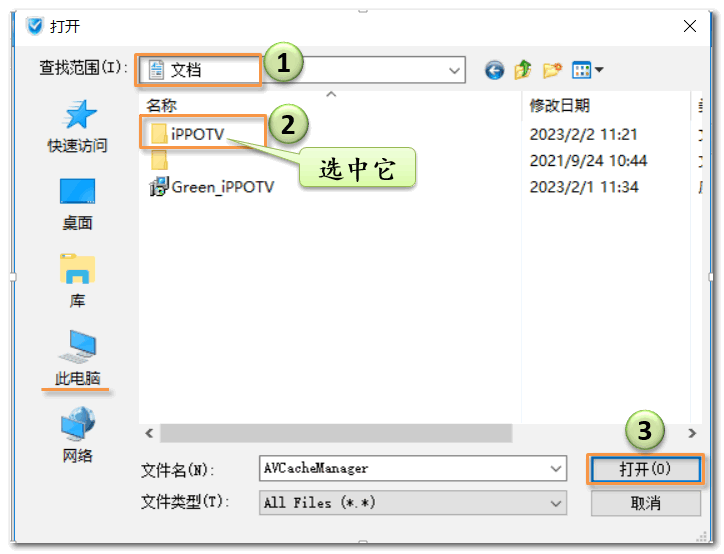 打开
查找范围(I):
文档
1
名称
修改日期
iPPOTV
2
2023/2/2 11:21
2021/9/24 10:44
选中它
Green_iPPOTV
2023/2/1 11:34
快速访问
桌面
库
此电脑
网络
3
文件名(N):
AVCacheManager
打开(O)
文件类型(T):
All Files (*.*)
取消